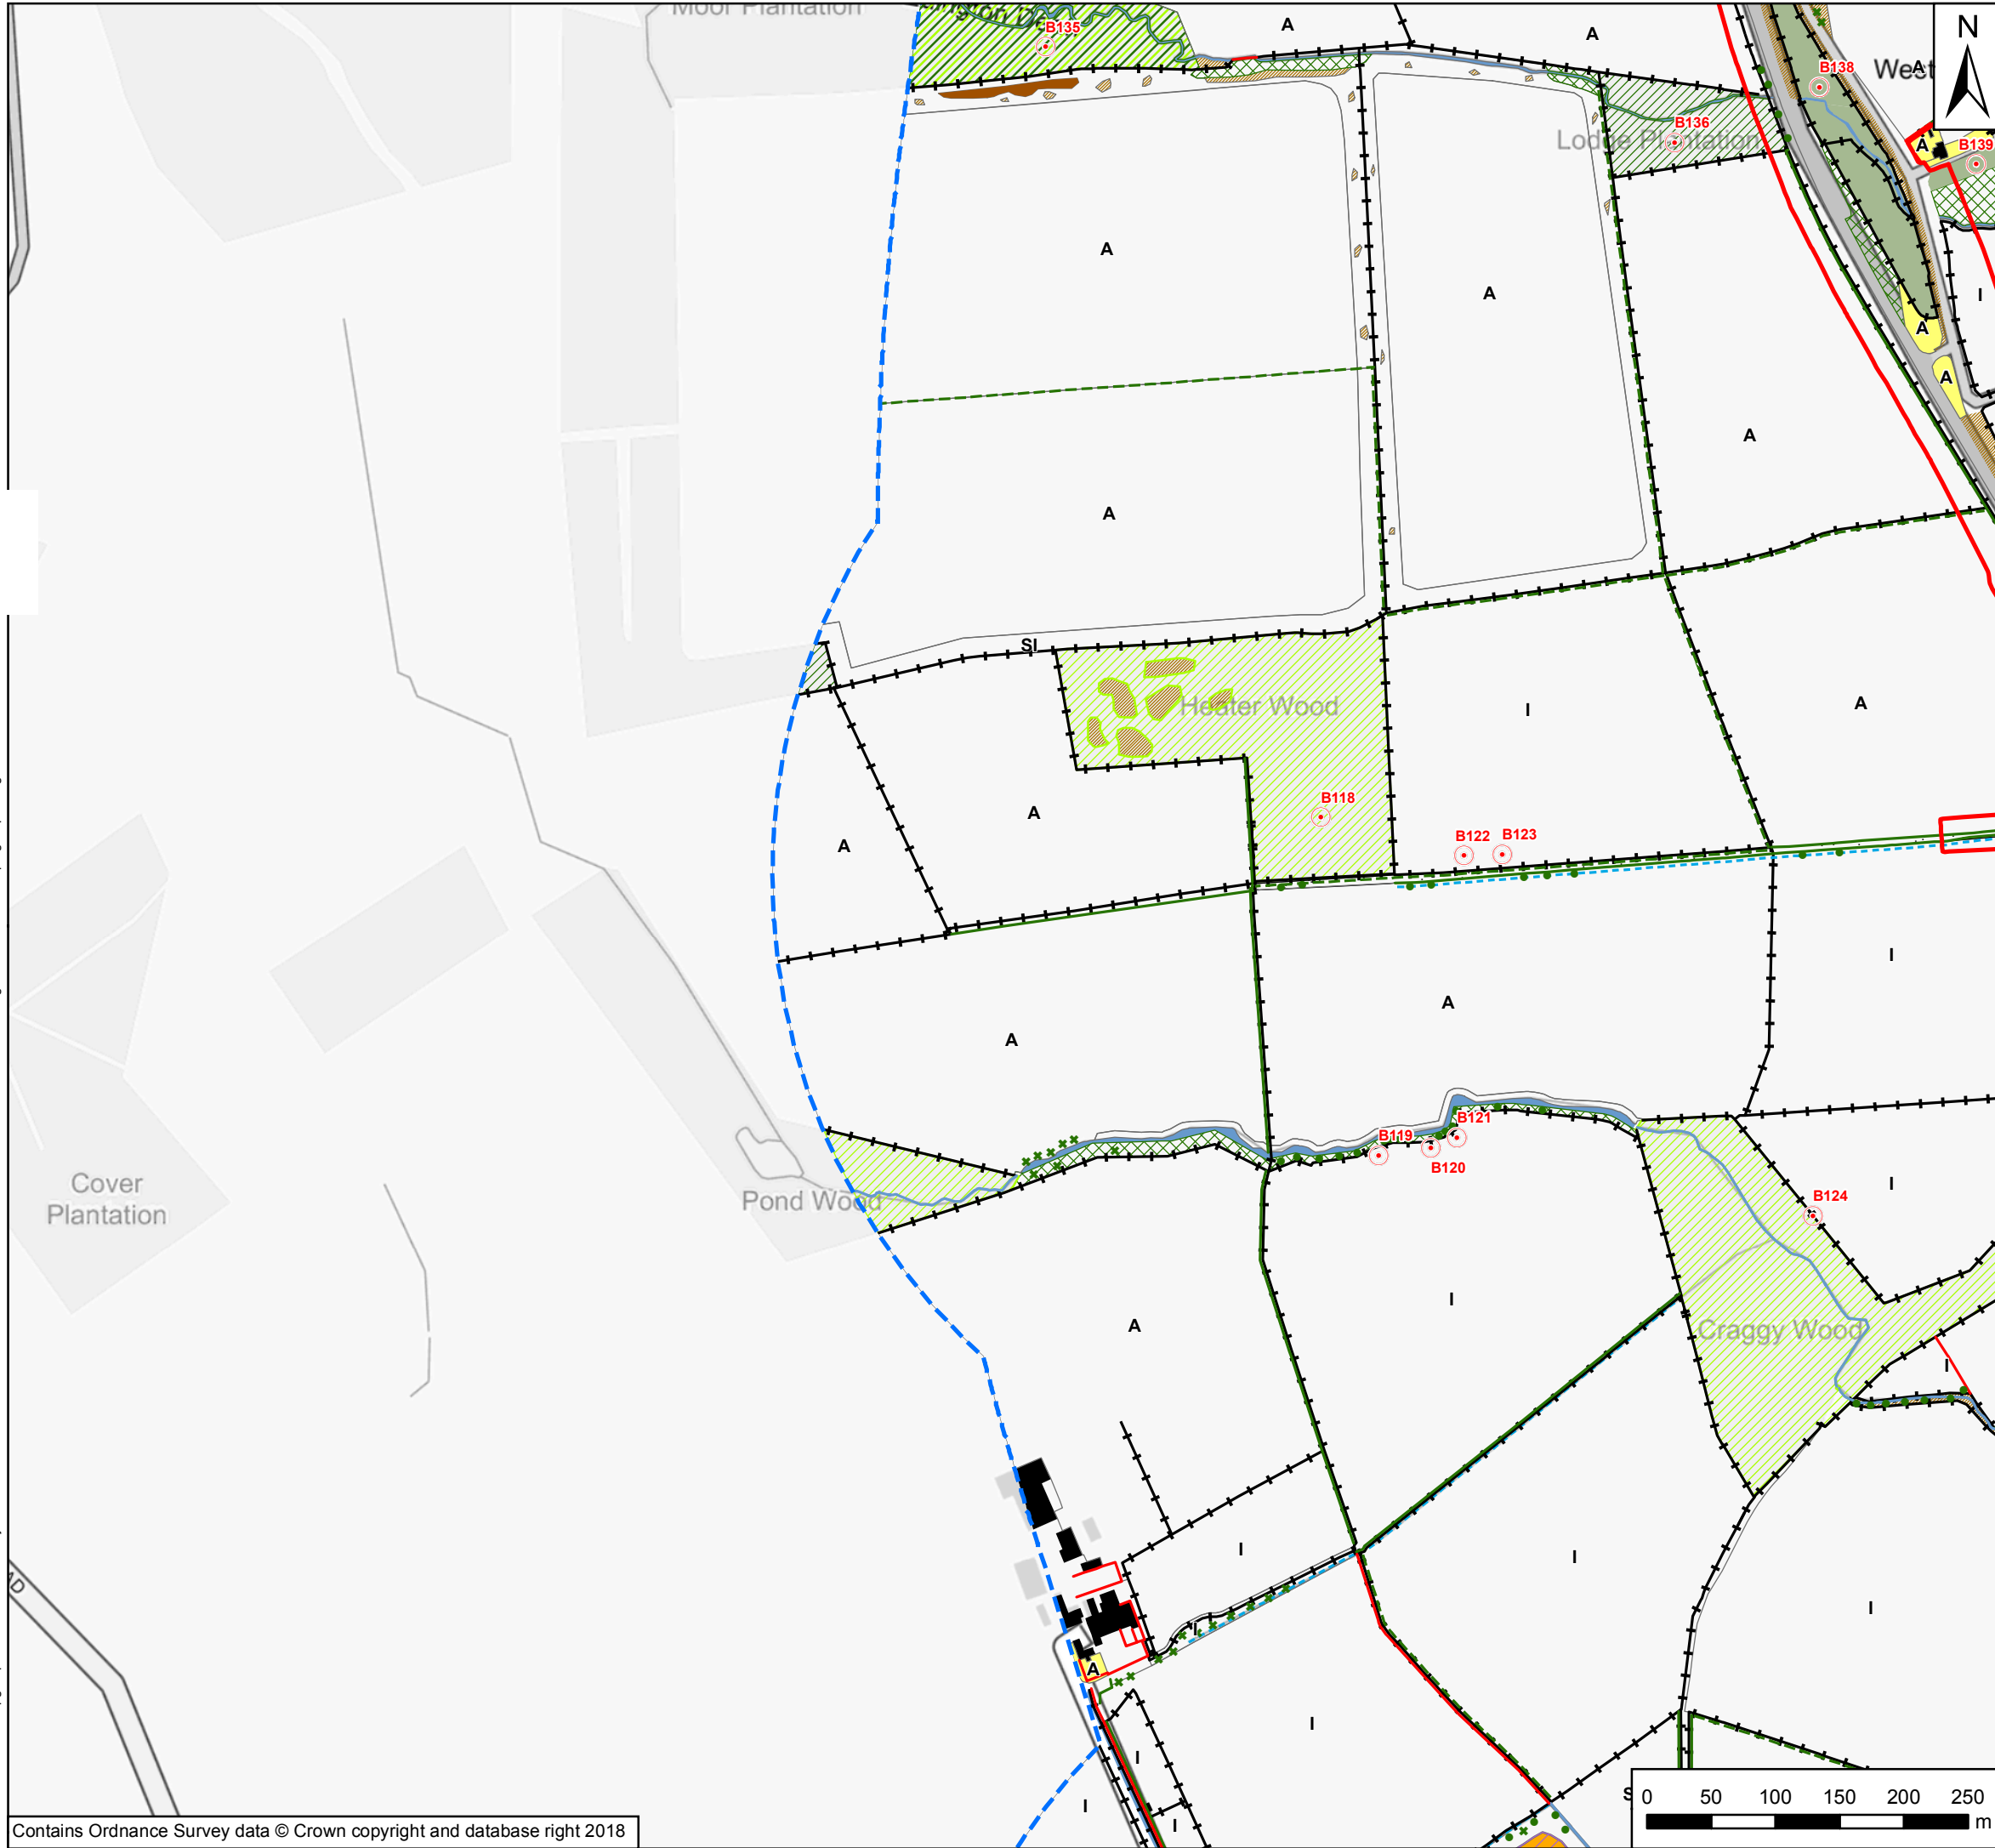 Moor Plantation
A
A
N
B135
B138
West
A
B136
Lodge Plantation
A
B139
A
A
I
A
A
A
A
SI
Heater Wood
I
A
B118
A
A
B122
B123
I
A
A
B119
B121
B120
Cover
Plantation
Pond Wood
I
B124
I
A
Craggy Wood
I
I
I
I
I
A
I
I
I
I
0 50 100 150 200 250
m
Contains Ordnance Survey data © Crown copyright and database right 2018